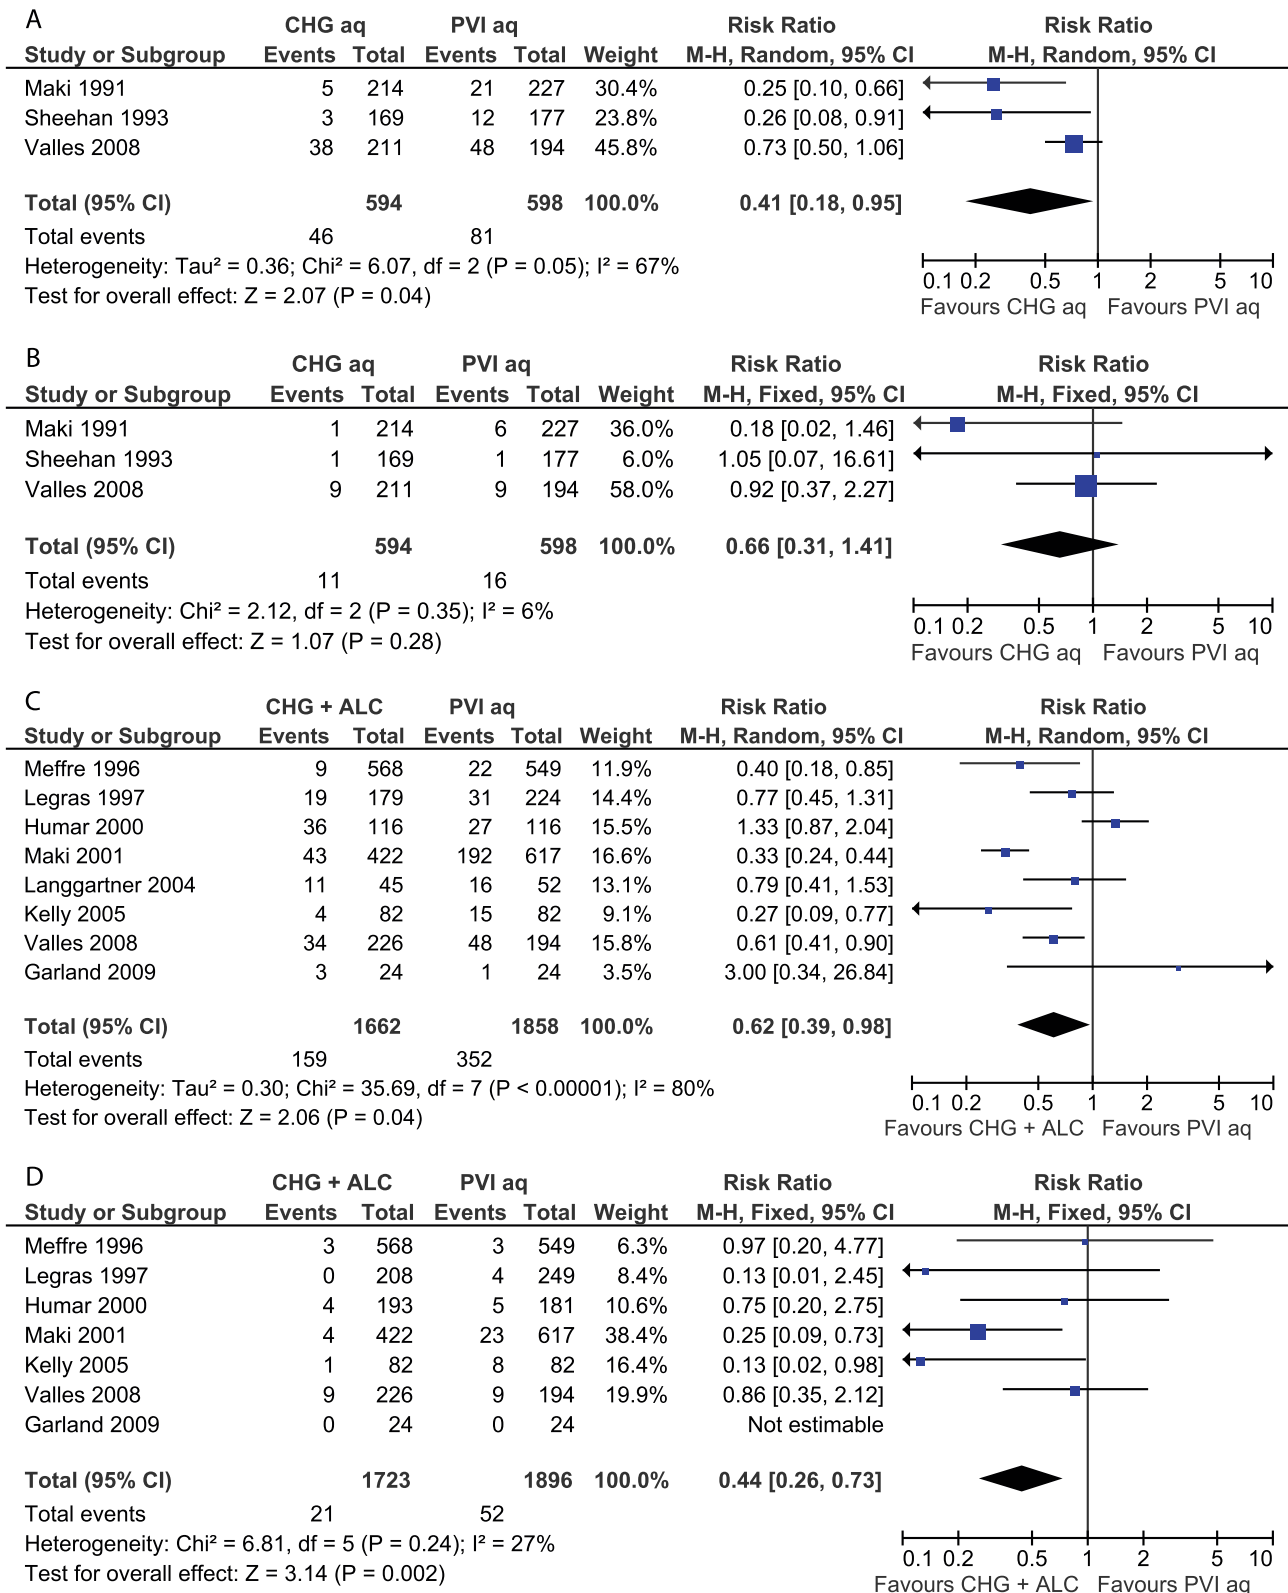 A
CHG aq PVI aq Risk Ratio Risk Ratio
Study or Subgroup Events Total Events Total Weight M-H, Random, 95% CI M-H, Random, 95% CI
Maki 1991 5 214 21 227 30.4% 0.25 [0.10, 0.66]
Sheehan 1993 3 169 12 177 23.8% 0.26 [0.08, 0.91]
Valles 2008 38 211 48 194 45.8% 0.73 [0.50, 1.06]
Total (95% CI) 594 598 100.0% 0.41 [0.18, 0.95]
Total events 46 81
Heterogeneity: Tau² = 0.36; Chi² = 6.07, df = 2 (P = 0.05); I² = 67%
Test for overall effect: Z = 2.07 (P = 0.04)
0.1 0.2 0.5 1 2 5 10
Favours CHG aq Favours PVI aq
B
CHG aq PVI aq Risk Ratio Risk Ratio
Study or Subgroup Events Total Events Total Weight M-H, Fixed, 95% CI M-H, Fixed, 95% CI
Maki 1991 1 214 6 227 36.0% 0.18 [0.02, 1.46]
Sheehan 1993 1 169 1 177 6.0% 1.05 [0.07, 16.61]
Valles 2008 9 211 9 194 58.0% 0.92 [0.37, 2.27]
Total (95% CI) 594 598 100.0% 0.66 [0.31, 1.41]
Total events 11 16
Heterogeneity: Chi² = 2.12, df = 2 (P = 0.35); I² = 6%
Test for overall effect: Z = 1.07 (P = 0.28)
0.1 0.2 0.5 1 2 5 10
Favours CHG aq Favours PVI aq
C
CHG + ALC PVI aq Risk Ratio Risk Ratio
Study or Subgroup Events Total Events Total Weight M-H, Random, 95% CI M-H, Random, 95% CI
Meffre 1996 9 568 22 549 11.9% 0.40 [0.18, 0.85]
Legras 1997 19 179 31 224 14.4% 0.77 [0.45, 1.31]
Humar 2000 36 116 27 116 15.5% 1.33 [0.87, 2.04]
Maki 2001 43 422 192 617 16.6% 0.33 [0.24, 0.44]
Langgartner 2004 11 45 16 52 13.1% 0.79 [0.41, 1.53]
Kelly 2005 4 82 15 82 9.1% 0.27 [0.09, 0.77]
Valles 2008 34 226 48 194 15.8% 0.61 [0.41, 0.90]
Garland 2009 3 24 1 24 3.5% 3.00 [0.34, 26.84]
Total (95% CI) 1662 1858 100.0% 0.62 [0.39, 0.98]
Total events 159 352
Heterogeneity: Tau² = 0.30; Chi² = 35.69, df = 7 (P < 0.00001); I² = 80%
Test for overall effect: Z = 2.06 (P = 0.04)
0.1 0.2 0.5 1 2 5 10
Favours CHG + ALC Favours PVI aq
D
CHG + ALC PVI aq Risk Ratio Risk Ratio
Study or Subgroup Events Total Events Total Weight M-H, Fixed, 95% CI M-H, Fixed, 95% CI
Meffre 1996 3 568 3 549 6.3% 0.97 [0.20, 4.77]
Legras 1997 0 208 4 249 8.4% 0.13 [0.01, 2.45]
Humar 2000 4 193 5 181 10.6% 0.75 [0.20, 2.75]
Maki 2001 4 422 23 617 38.4% 0.25 [0.09, 0.73]
Kelly 2005 1 82 8 82 16.4% 0.13 [0.02, 0.98]
Valles 2008 9 226 9 194 19.9% 0.86 [0.35, 2.12]
Garland 2009 0 24 0 24 Not estimable
Total (95% CI) 1723 1896 100.0% 0.44 [0.26, 0.73]
Total events 21 52
Heterogeneity: Chi² = 6.81, df = 5 (P = 0.24); I² = 27%
Test for overall effect: Z = 3.14 (P = 0.002)
0.1 0.2 0.5 1 2 5 10
Favours CHG + ALC Favours PVI aq